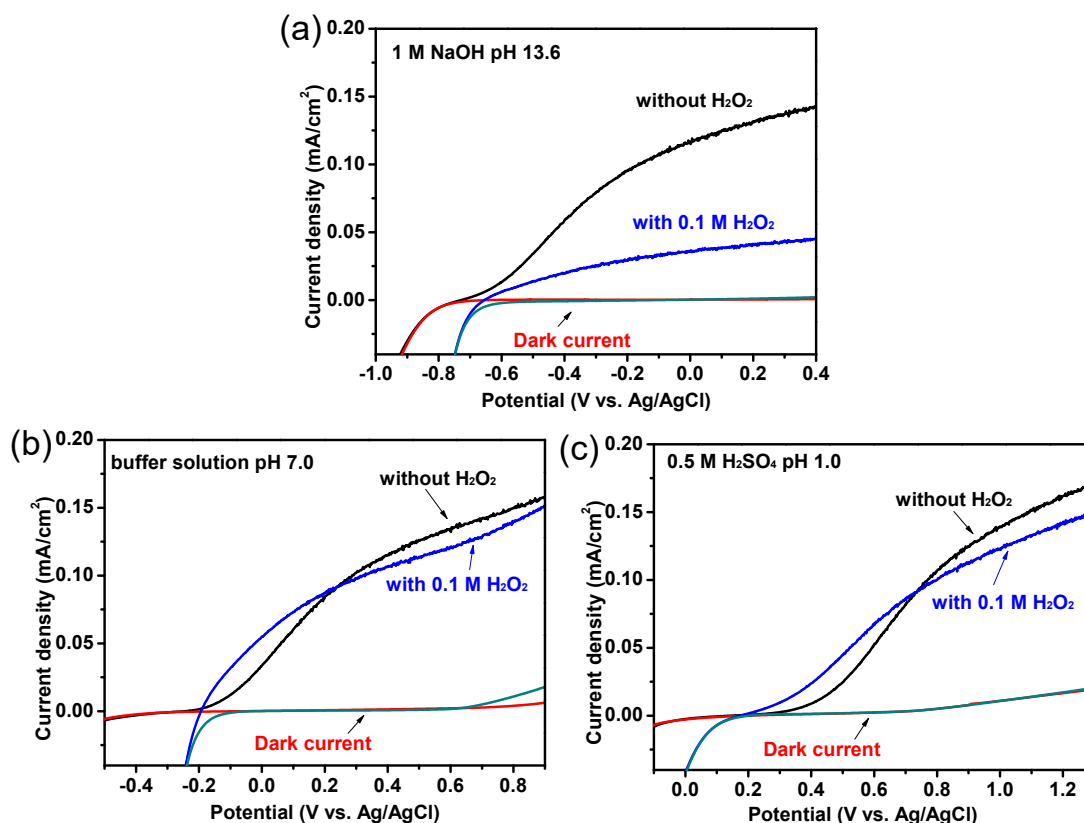 (a)
1 M NaOH pH 13.6
without H₂O₂
with 0.1 M H₂O₂
Dark current
Current density (mA/cm²)
0.20
0.15
0.10
0.05
0.00
-1.0 -0.8 -0.6 -0.4 -0.2 0.0 0.2 0.4
Potential (V vs. Ag/AgCl)
(b)
buffer solution pH 7.0
without H₂O₂
with 0.1 M H₂O₂
Dark current
Current density (mA/cm²)
0.20
0.15
0.10
0.05
0.00
-0.4 -0.2 0.0 0.2 0.4 0.6 0.8
Potential (V vs. Ag/AgCl)
(c)
0.5 M H₂SO₄ pH 1.0
without H₂O₂
with 0.1 M H₂O₂
Dark current
Current density (mA/cm²)
0.20
0.15
0.10
0.05
0.00
0.0 0.2 0.4 0.6 0.8 1.0 1.2
Potential (V vs. Ag/AgCl)